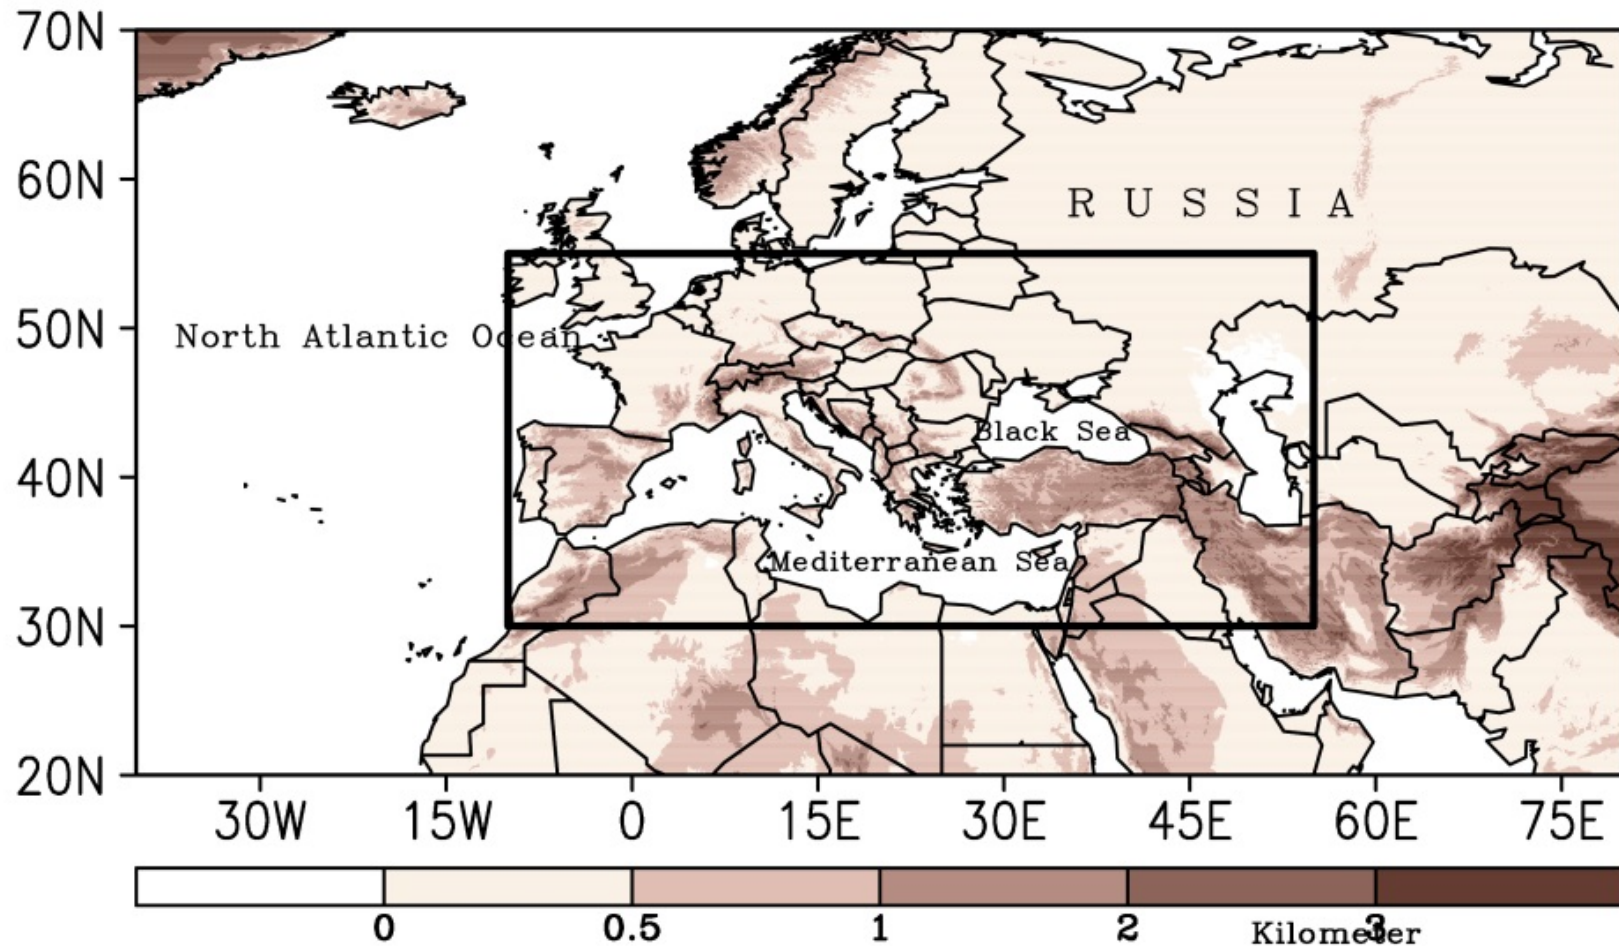 70N
60N
R U S S I A
50N
North Atlantic Ocean
Black Sea
40N
Mediterranean Sea
30N
20N
30W 15W 0 15E 30E 45E 60E 75E
0 0.5 1 2 3
Kilometer